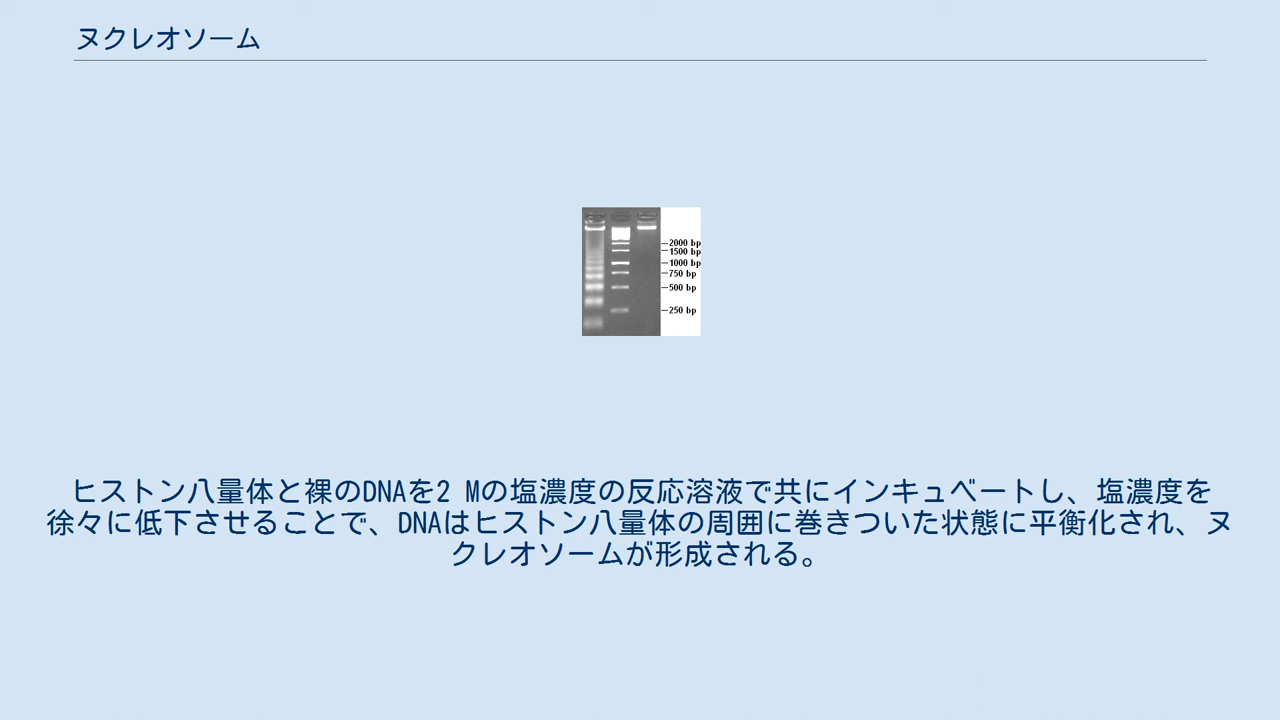 ヌクレオソーム
2000 bp
1500 bp
1000 bp
750 bp
500 bp
250 bp
ヒストン八量体と裸のDNAを2 Mの塩濃度の反応溶液で共にインキュベートし、塩濃度を
徐々に低下させることで、DNAはヒストン八量体の周囲に巻きついた状態に平衡化され、ヌ
クレオソームが形成される。